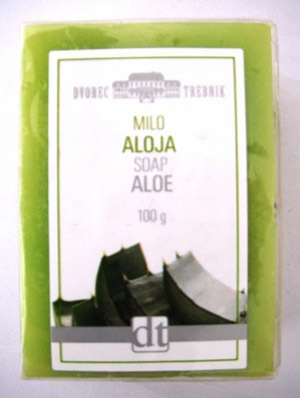 DVOREC TREBNIK
MILO
ALOJA
SOAP
ALOE
100 g
dt